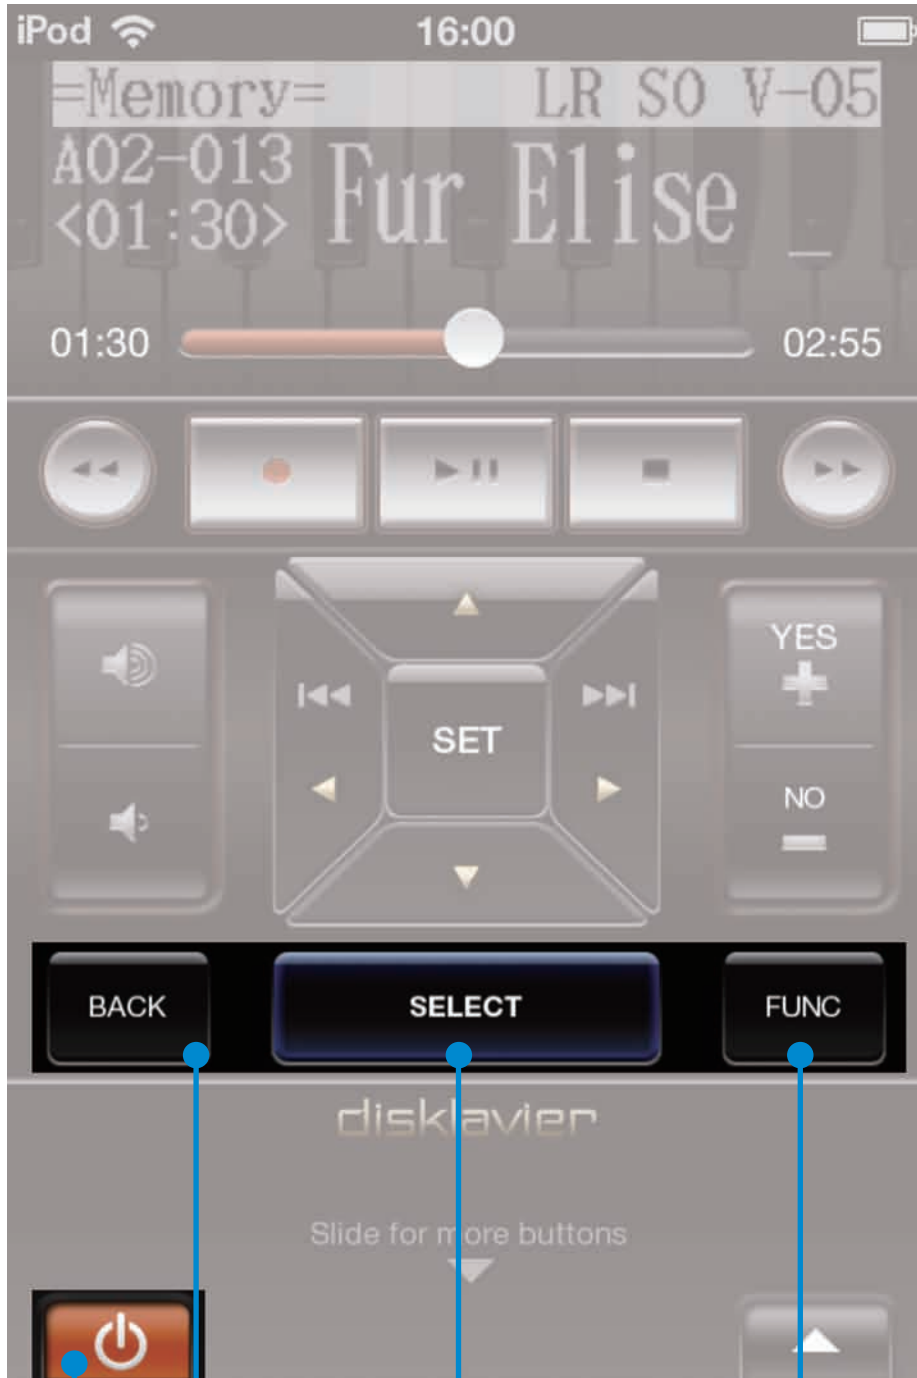 iPod 16:00
=Memory= LR SO V-05
A02-013 Fur Elise _
<01:30>
01:30 02:55
YES
SET
NO
BACK SELECT FUNC
disklavier
Slide for more buttons